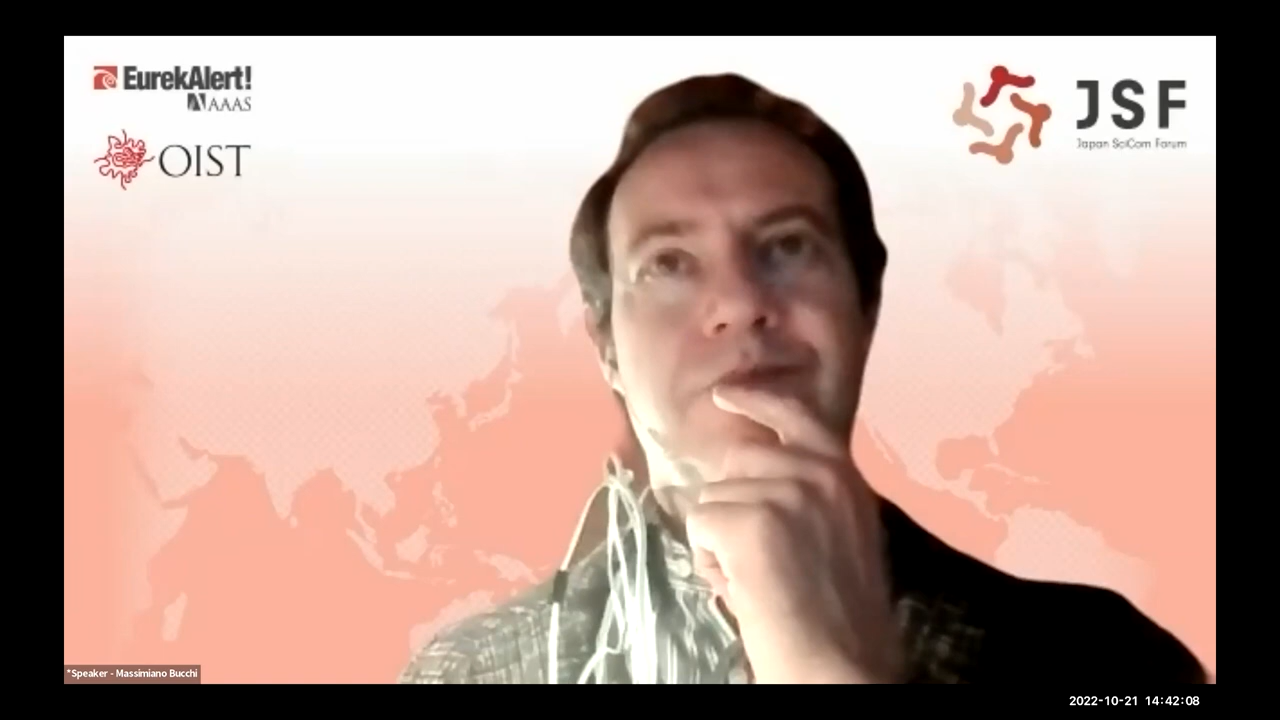 EurekAlert!
AAAS
OIST
JSF
Japan SciCom Forum
*Speaker - Massimiano Bucchi
2022-10-21 14:42:08